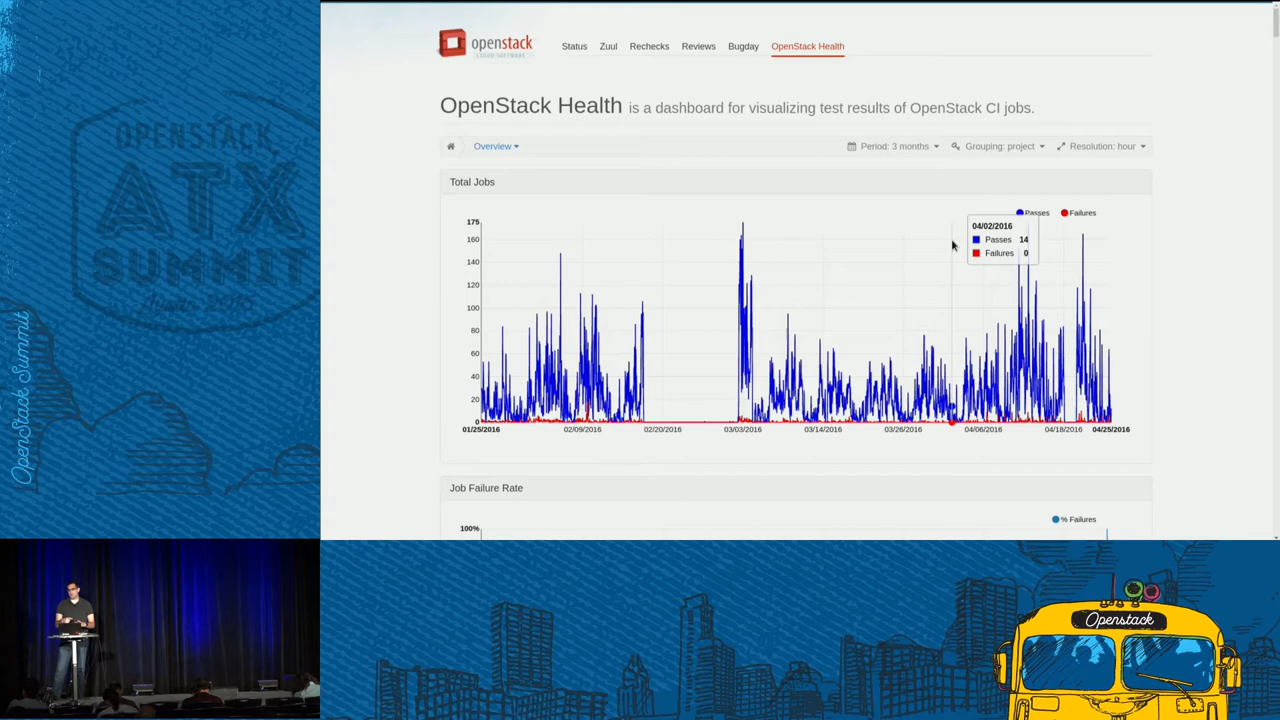 OPENSTACK
ATX
SUMMIT
Austin 2016
OpenStack Summit
openstack
CLOUD SOFTWARE
Status Zuul Rechecks Reviews Bugday OpenStack Health
OpenStack Health is a dashboard for visualizing test results of OpenStack CI jobs.
Overview Period: 3 months Grouping: project Resolution: hour
Total Jobs
Passes Failures
04/02/2016
Passes 14
Failures 0
175
160
140
120
100
80
60
40
20
0
01/25/2016 02/09/2016 02/20/2016 03/03/2016 03/14/2016 03/26/2016 04/06/2016 04/18/2016 04/25/2016
Job Failure Rate
% Failures
100%
Openstack